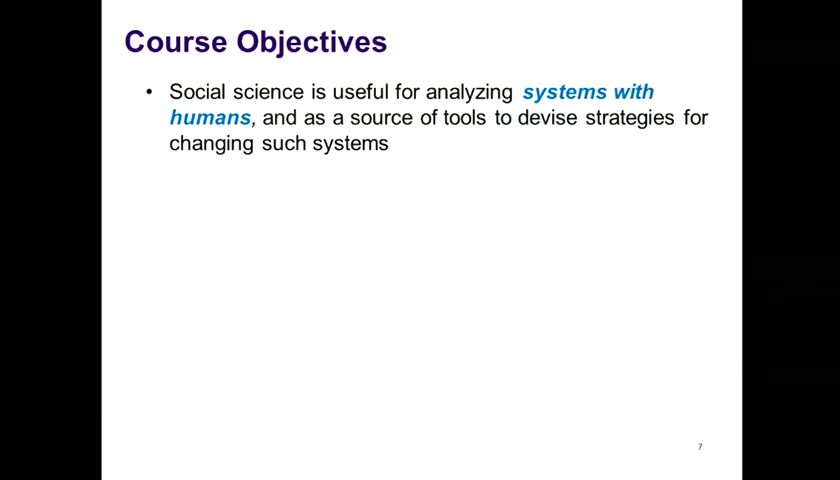 Course Objectives
• Social science is useful for analyzing systems with
humans, and as a source of tools to devise strategies for
changing such systems
7